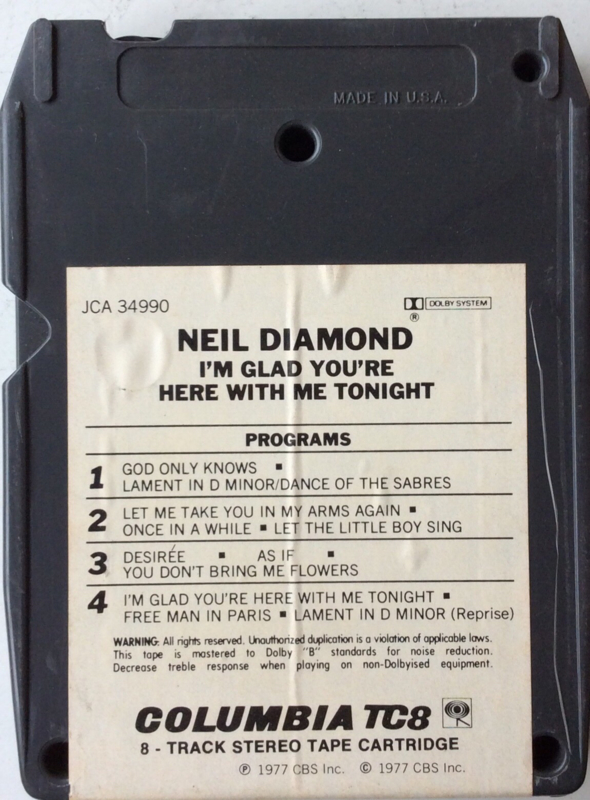 MADE IN U.S.A.
JCA 34990
DOLBY SYSTEM
®
NEIL DIAMOND
I'M GLAD YOU'RE
HERE WITH ME TONIGHT
PROGRAMS
1 GOD ONLY KNOWS ▪
LAMENT IN D MINOR/DANCE OF THE SABRES
2 LET ME TAKE YOU IN MY ARMS AGAIN ▪
ONCE IN A WHILE ▪ LET THE LITTLE BOY SING
3 DESIRÉE ▪ AS IF ▪
YOU DON'T BRING ME FLOWERS
4 I'M GLAD YOU'RE HERE WITH ME TONIGHT ▪
FREE MAN IN PARIS ▪ LAMENT IN D MINOR (Reprise)
WARNING: All rights reserved. Unauthorized duplication is a violation of applicable laws.
This tape is mastered to Dolby "B" standards for noise reduction.
Decrease treble response when playing on non-Dolbyised equipment.
COLUMBIA TC8
8 - TRACK STEREO TAPE CARTRIDGE
℗ 1977 CBS Inc. © 1977 CBS Inc.